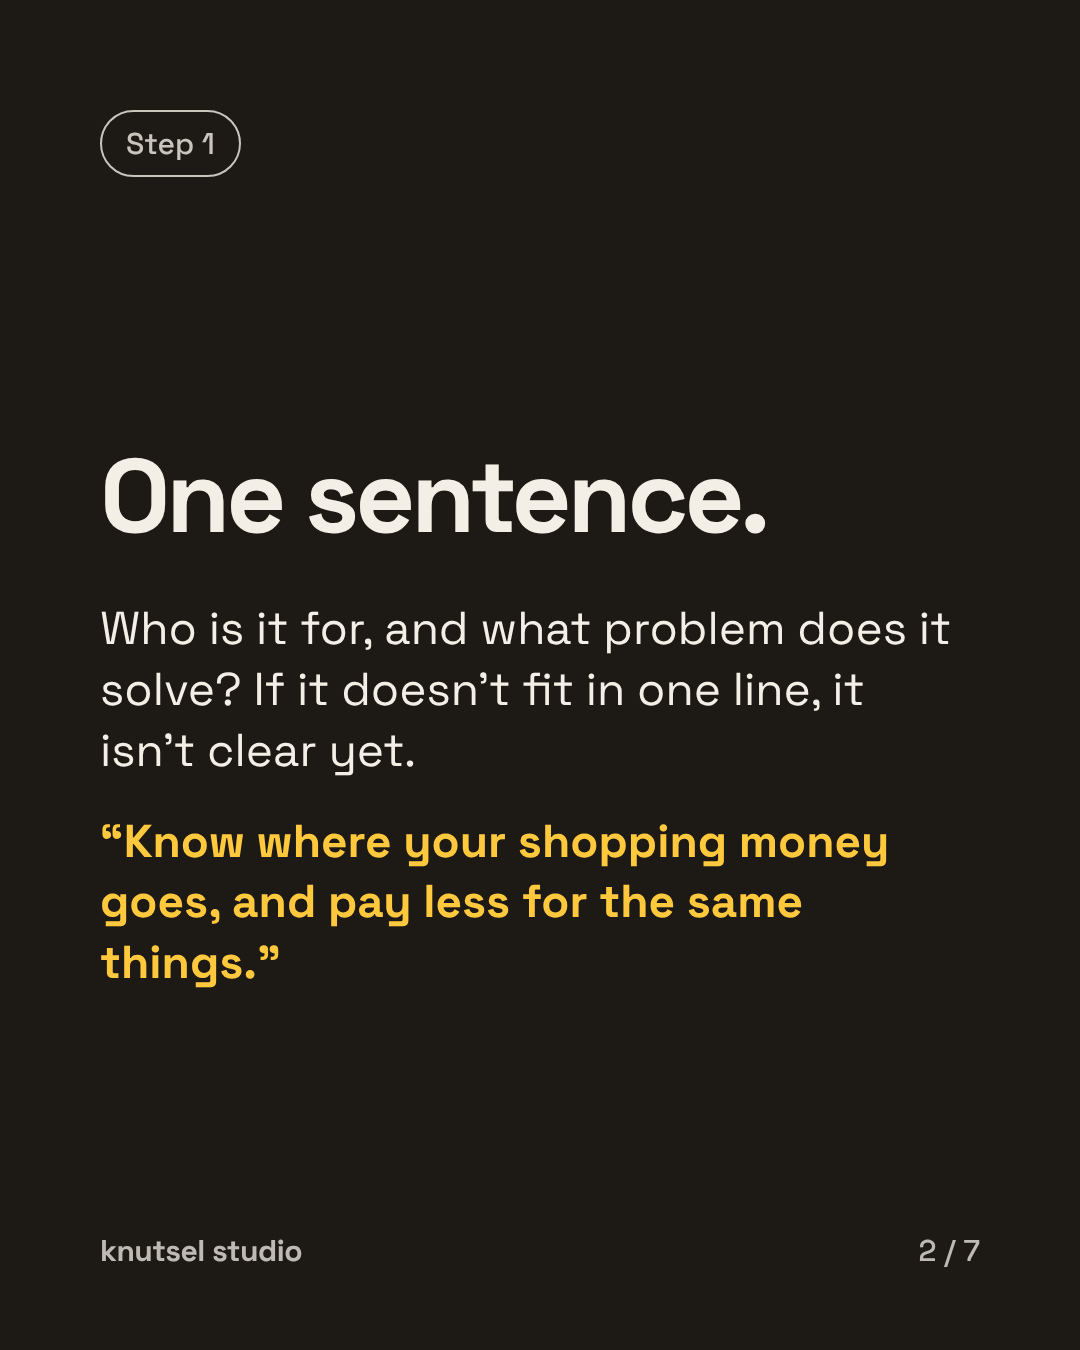 Step 1
One sentence.
Who is it for, and what problem does it
solve? If it doesn’t fit in one line, it
isn’t clear yet.
“Know where your shopping money
goes, and pay less for the same
things.”
knutsel studio
2 / 7